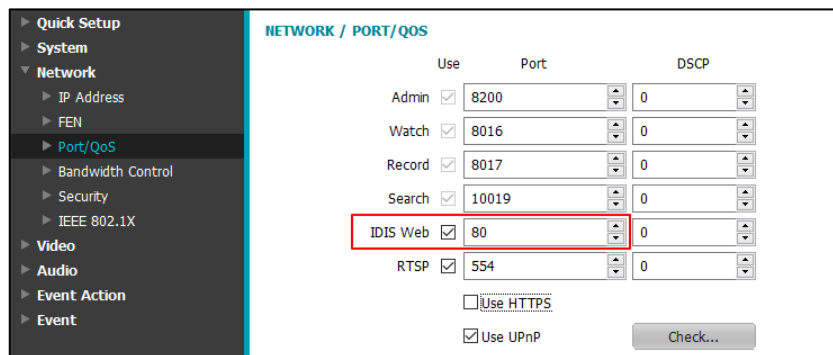 Quick Setup
System
Network
IP Address
FEN
Port/QoS
Bandwidth Control
Security
IEEE 802.1X
Video
Audio
Event Action
Event
NETWORK / PORT/QOS
Use Port DSCP
Admin 8200 0
Watch 8016 0
Record 8017 0
Search 10019 0
IDIS Web 80 0
RTSP 554 0
Use HTTPS
Use UPnP Check...